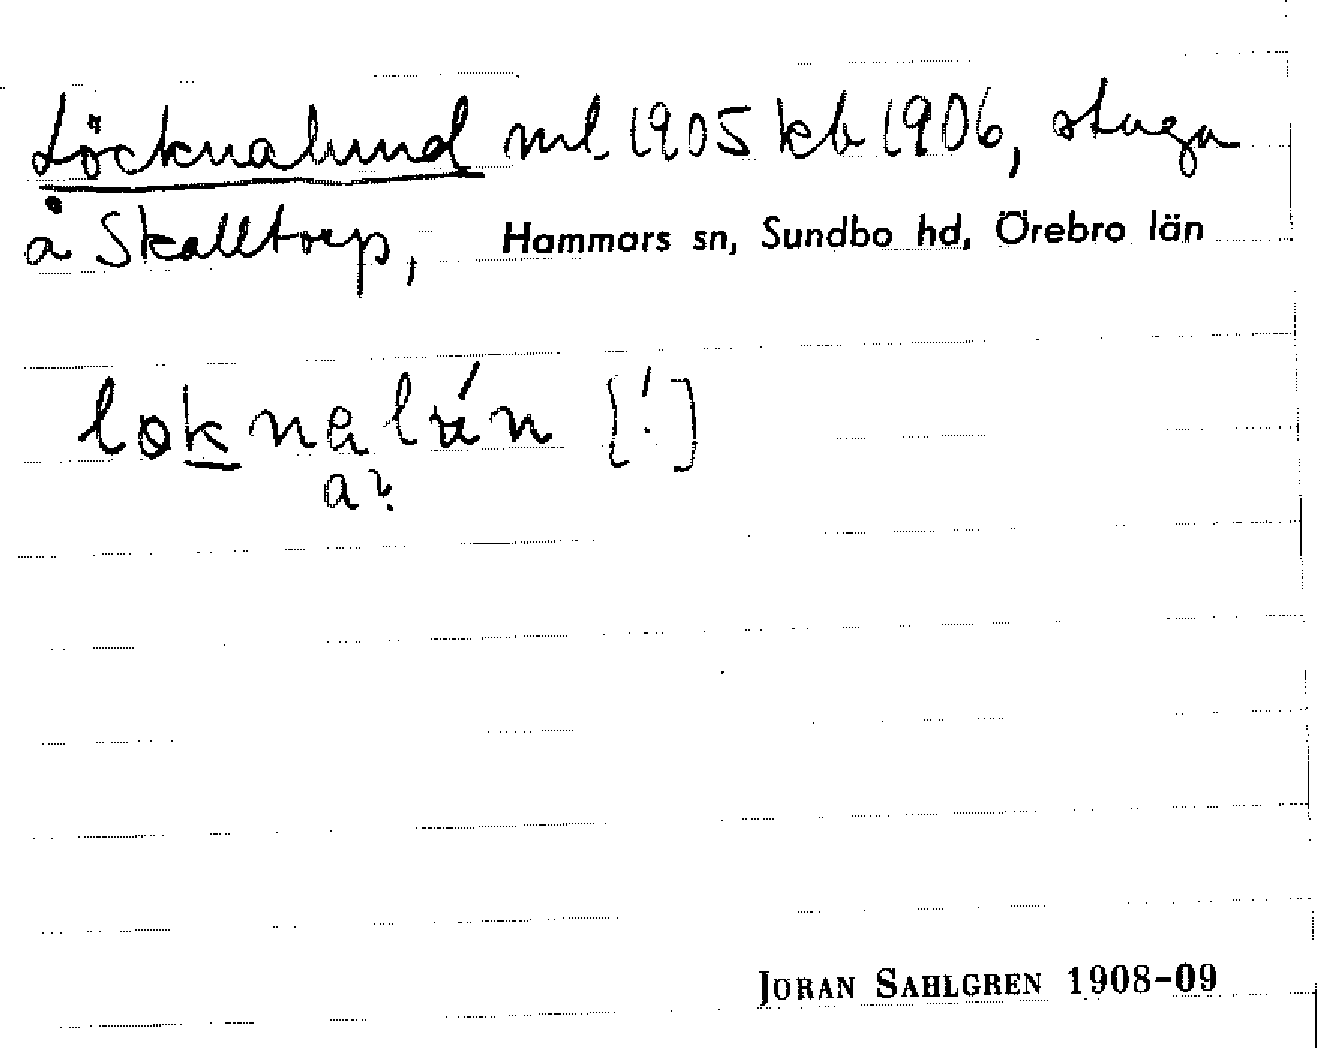 Löcknalund ml 1905 kb 1906, stuga
å Skalltorp, Hammars sn, Sundbo hd, Örebro län
loknalún [!]
a?
JORAN SAHLGREN 1908-09